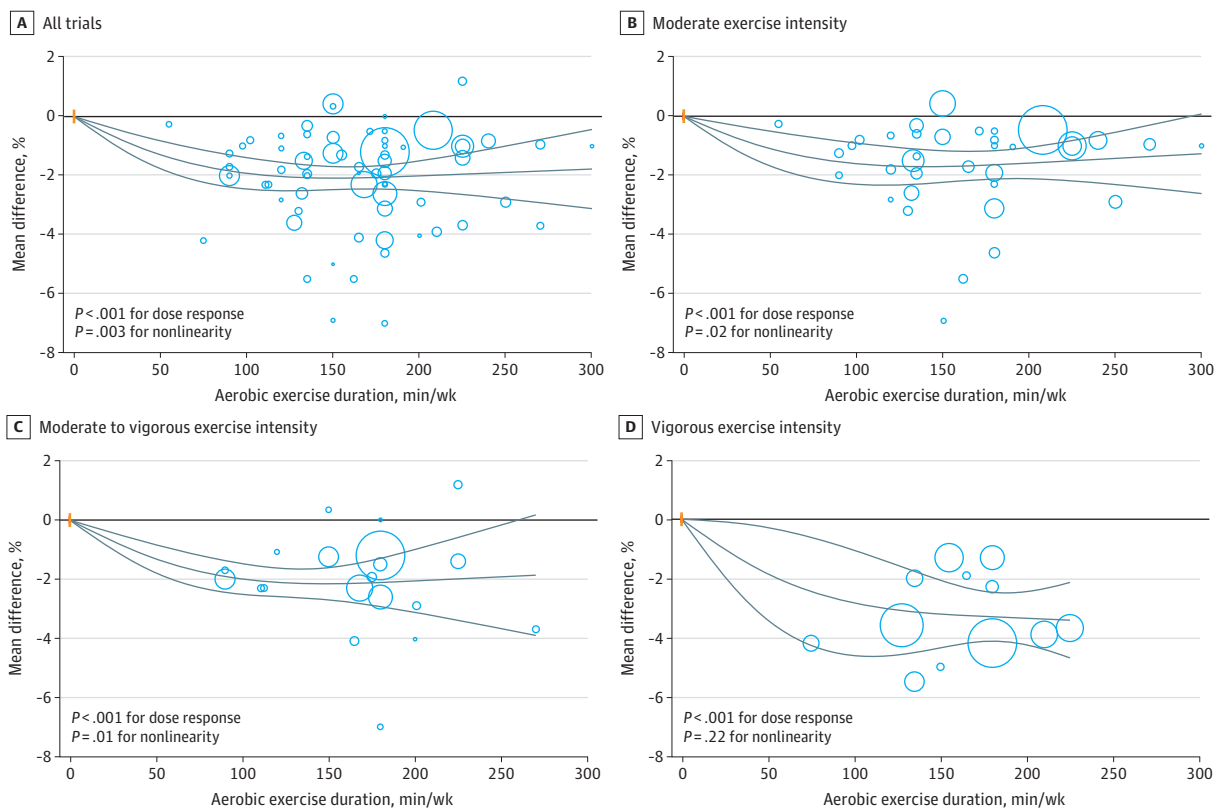 A All trials
2
0
-2
-4
-6
-8
Mean difference, %
P < .001 for dose response
P = .003 for nonlinearity
0 50 100 150 200 250 300
Aerobic exercise duration, min/wk
B Moderate exercise intensity
2
0
-2
-4
-6
-8
Mean difference, %
P < .001 for dose response
P = .02 for nonlinearity
0 50 100 150 200 250 300
Aerobic exercise duration, min/wk
C Moderate to vigorous exercise intensity
2
0
-2
-4
-6
-8
Mean difference, %
P < .001 for dose response
P = .01 for nonlinearity
0 50 100 150 200 250 300
Aerobic exercise duration, min/wk
D Vigorous exercise intensity
2
0
-2
-4
-6
-8
Mean difference, %
P < .001 for dose response
P = .22 for nonlinearity
0 50 100 150 200 250 300
Aerobic exercise duration, min/wk